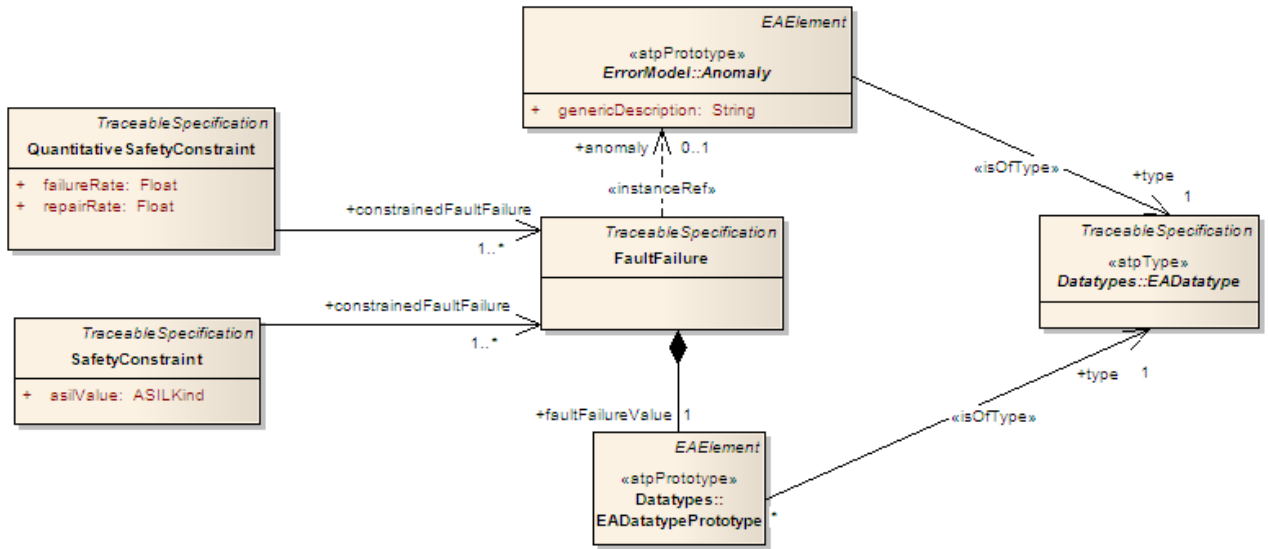 EAElement
«atpPrototype»
ErrorModel::Anomaly
+ genericDescription: String
TraceableSpecification
QuantitativeSafetyConstraint
+ failureRate: Float
+ repairRate: Float
+anomaly 0..1
«instanceRef»
«isOfType»
+type
1
+constrainedFaultFailure
1..*
TraceableSpecification
FaultFailure
TraceableSpecification
«atpType»
Datatypes::EADatatype
+constrainedFaultFailure
1..*
TraceableSpecification
SafetyConstraint
+ asilValue: ASILKind
+type 1
«isOfType»
+faultFailureValue 1
EAElement
«atpPrototype»
Datatypes::
EADatatypePrototype
*